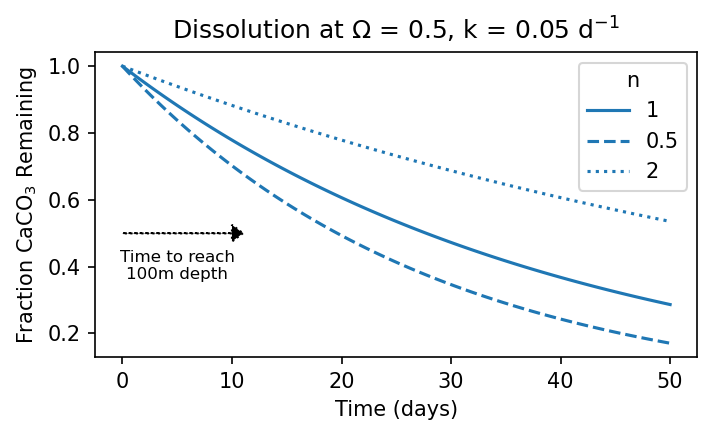 Dissolution at Ω = 0.5, k = 0.05 d⁻¹
Fraction CaCO₃ Remaining
1.0
0.8
0.6
0.4
0.2
n
1
0.5
2
Time to reach
100m depth
0
10
20
30
40
50
Time (days)